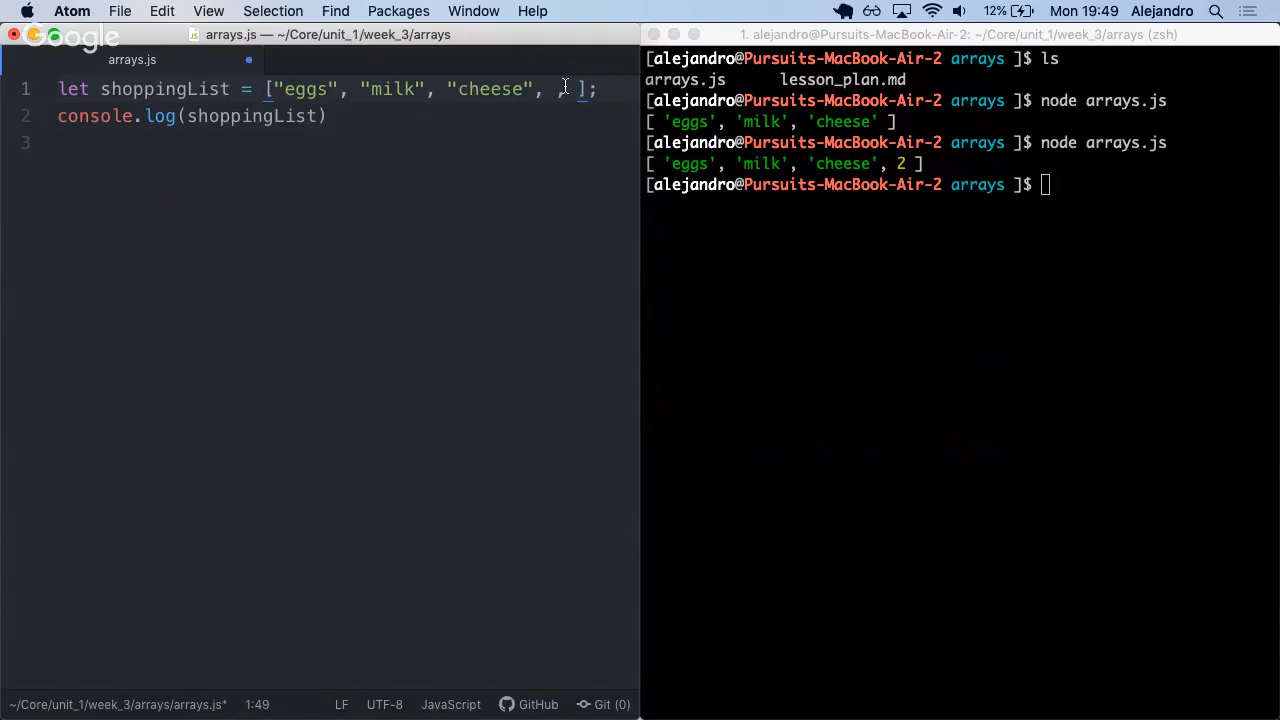 Atom File Edit View Selection Find Packages Window Help 12% Mon 19:49 Alejandro
Google
arrays.js — ~/Core/unit_1/week_3/arrays
arrays.js
1 let shoppingList = ["eggs", "milk", "cheese", , ];
2 console.log(shoppingList)
3
~/Core/unit_1/week_3/arrays/arrays.js* 1:49 LF UTF-8 JavaScript GitHub Git (0)
1. alejandro@Pursuits-MacBook-Air-2: ~/Core/unit_1/week_3/arrays (zsh)
[alejandro@Pursuits-MacBook-Air-2 arrays ]$ ls
arrays.js lesson_plan.md
[alejandro@Pursuits-MacBook-Air-2 arrays ]$ node arrays.js
[ 'eggs', 'milk', 'cheese' ]
[alejandro@Pursuits-MacBook-Air-2 arrays ]$ node arrays.js
[ 'eggs', 'milk', 'cheese', 2 ]
[alejandro@Pursuits-MacBook-Air-2 arrays ]$